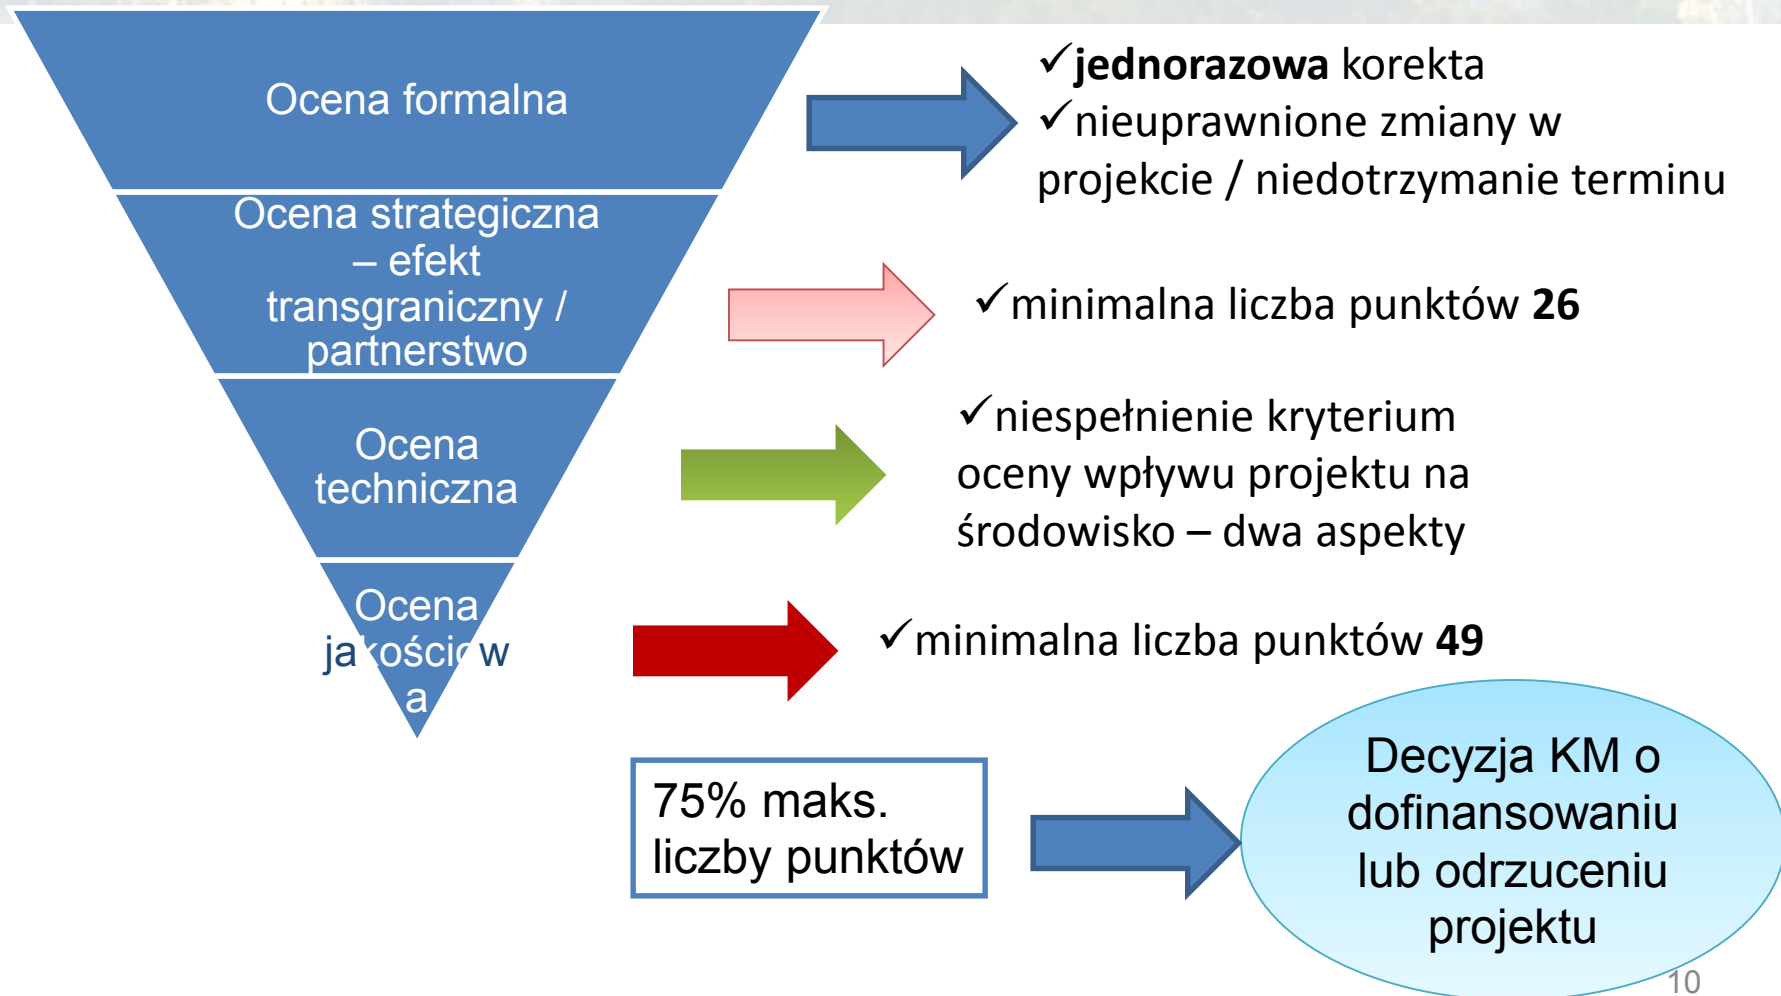 Ocena formalna
✓jednorazowa korekta
✓nieuprawnione zmiany w
projekcie / niedotrzymanie terminu
Ocena strategiczna
– efekt
transgraniczny /
partnerstwo
✓minimalna liczba punktów 26
Ocena
techniczna
✓niespełnienie kryterium
oceny wpływu projektu na
środowisko – dwa aspekty
Ocena
jakościow
a
✓minimalna liczba punktów 49
75% maks.
liczby punktów
Decyzja KM o
dofinansowaniu
lub odrzuceniu
projektu
10